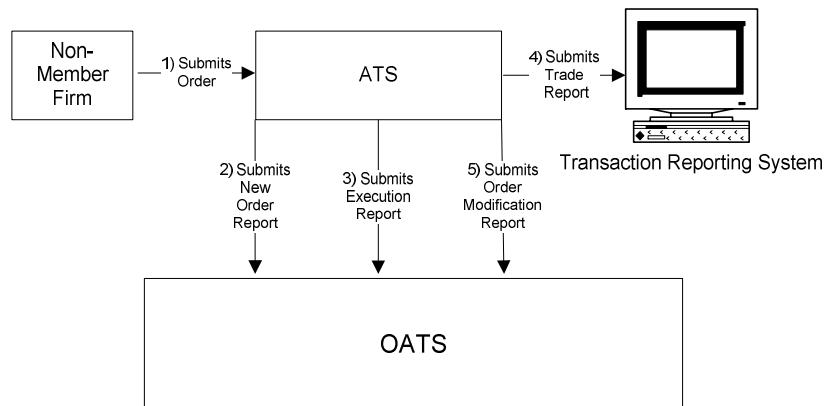 Non-
Member
Firm
1) Submits
Order
ATS
4) Submits
Trade
Report
Transaction Reporting System
2) Submits
New
Order
Report
3) Submits
Execution
Report
5) Submits
Order
Modification
Report
OATS